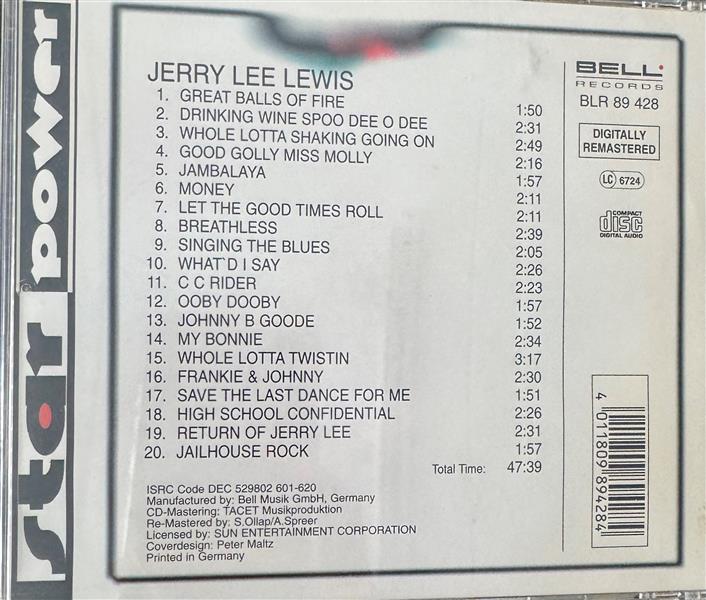 star power
JERRY LEE LEWIS
1. GREAT BALLS OF FIRE 1:50
2. DRINKING WINE SPOO DEE O DEE 2:31
3. WHOLE LOTTA SHAKING GOING ON 2:49
4. GOOD GOLLY MISS MOLLY 2:16
5. JAMBALAYA 1:57
6. MONEY 2:11
7. LET THE GOOD TIMES ROLL 2:11
8. BREATHLESS 2:39
9. SINGING THE BLUES 2:05
10. WHAT`D I SAY 2:26
11. C C RIDER 2:23
12. OOBY DOOBY 1:57
13. JOHNNY B GOODE 1:52
14. MY BONNIE 2:34
15. WHOLE LOTTA TWISTIN 3:17
16. FRANKIE & JOHNNY 2:30
17. SAVE THE LAST DANCE FOR ME 1:51
18. HIGH SCHOOL CONFIDENTIAL 2:26
19. RETURN OF JERRY LEE 2:31
20. JAILHOUSE ROCK 1:57
Total Time: 47:39
ISRC Code DEC 529802 601-620
Manufactured by: Bell Musik GmbH, Germany
CD-Mastering: TACET Musikproduktion
Re-Mastered by: S.Ollap/A.Spreer
Licensed by: SUN ENTERTAINMENT CORPORATION
Coverdesign: Peter Maltz
Printed in Germany
BELL
RECORDS
BLR 89 428
DIGITALLY
REMASTERED
LC 6724
COMPACT
disc
DIGITAL AUDIO
4 011809 894284